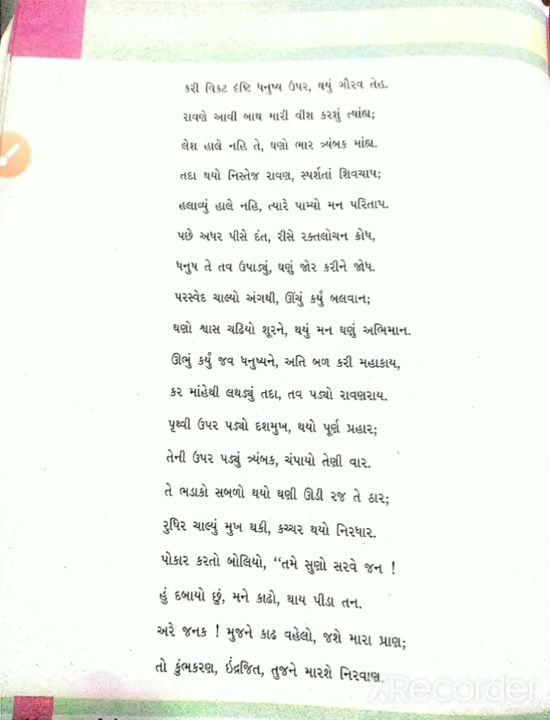 કરી વિકટ દૃષ્ટિ ધનુષ્ય ઉપર, થયું ગૌરવ તેહ.
રાવણે આવી બાથ મારી વીશ કરશું ત્યાંહ્ય;
લેશ હાલે નહિ તે, ઘણો ભાર ત્ર્યંબક માંહ્ય.
તદા થયો નિસ્તેજ રાવણ, સ્પર્શતાં શિવચાપ;
હલાવ્યું હાલે નહિ, ત્યારે પામ્યો મન પરિતાપ.
પછે અધર પીસે દંત, રીસે રક્તલોચન ક્રોધ,
ધનુષ તે તવ ઉપાડ્યું, ઘણું જોર કરીને જોધ.
પરસ્વેદ ચાલ્યો અંગથી, ઊંચું કર્યું બલવાન;
ઘણો શ્વાસ ચઢિયો શૂરને, થયું મન ઘણું અભિમાન.
ઊભું કર્યું જવ ધનુષ્યને, અતિ બળ કરી મહાકાય,
કર માંહેથી લથડ્યું તદા, તવ પડ્યો રાવણરાય.
પૃથ્વી ઉપર પડ્યો દશમુખ, થયો પૂર્ણ પ્રહાર;
તેની ઉપર પડ્યું ત્ર્યંબક, ચંપાયો તેણી વાર.
તે ભડાકો સબળો થયો ઘણી ઊડી રજ તે ઠાર;
રુધિર ચાલ્યું મુખ થકી, કચ્ચર થયો નિરધાર.
પોકાર કરતો બોલિયો, “તમે સુણો સરવે જન !
હું દબાયો છું, મને કાઢો, થાય પીડા તન.
અરે જનક ! મુજને કાઢ વહેલો, જશે મારા પ્રાણ;
તો કુંભકરણ, ઇંદ્રજિત, તુજને મારશે નિરવાણ.
XRecorder